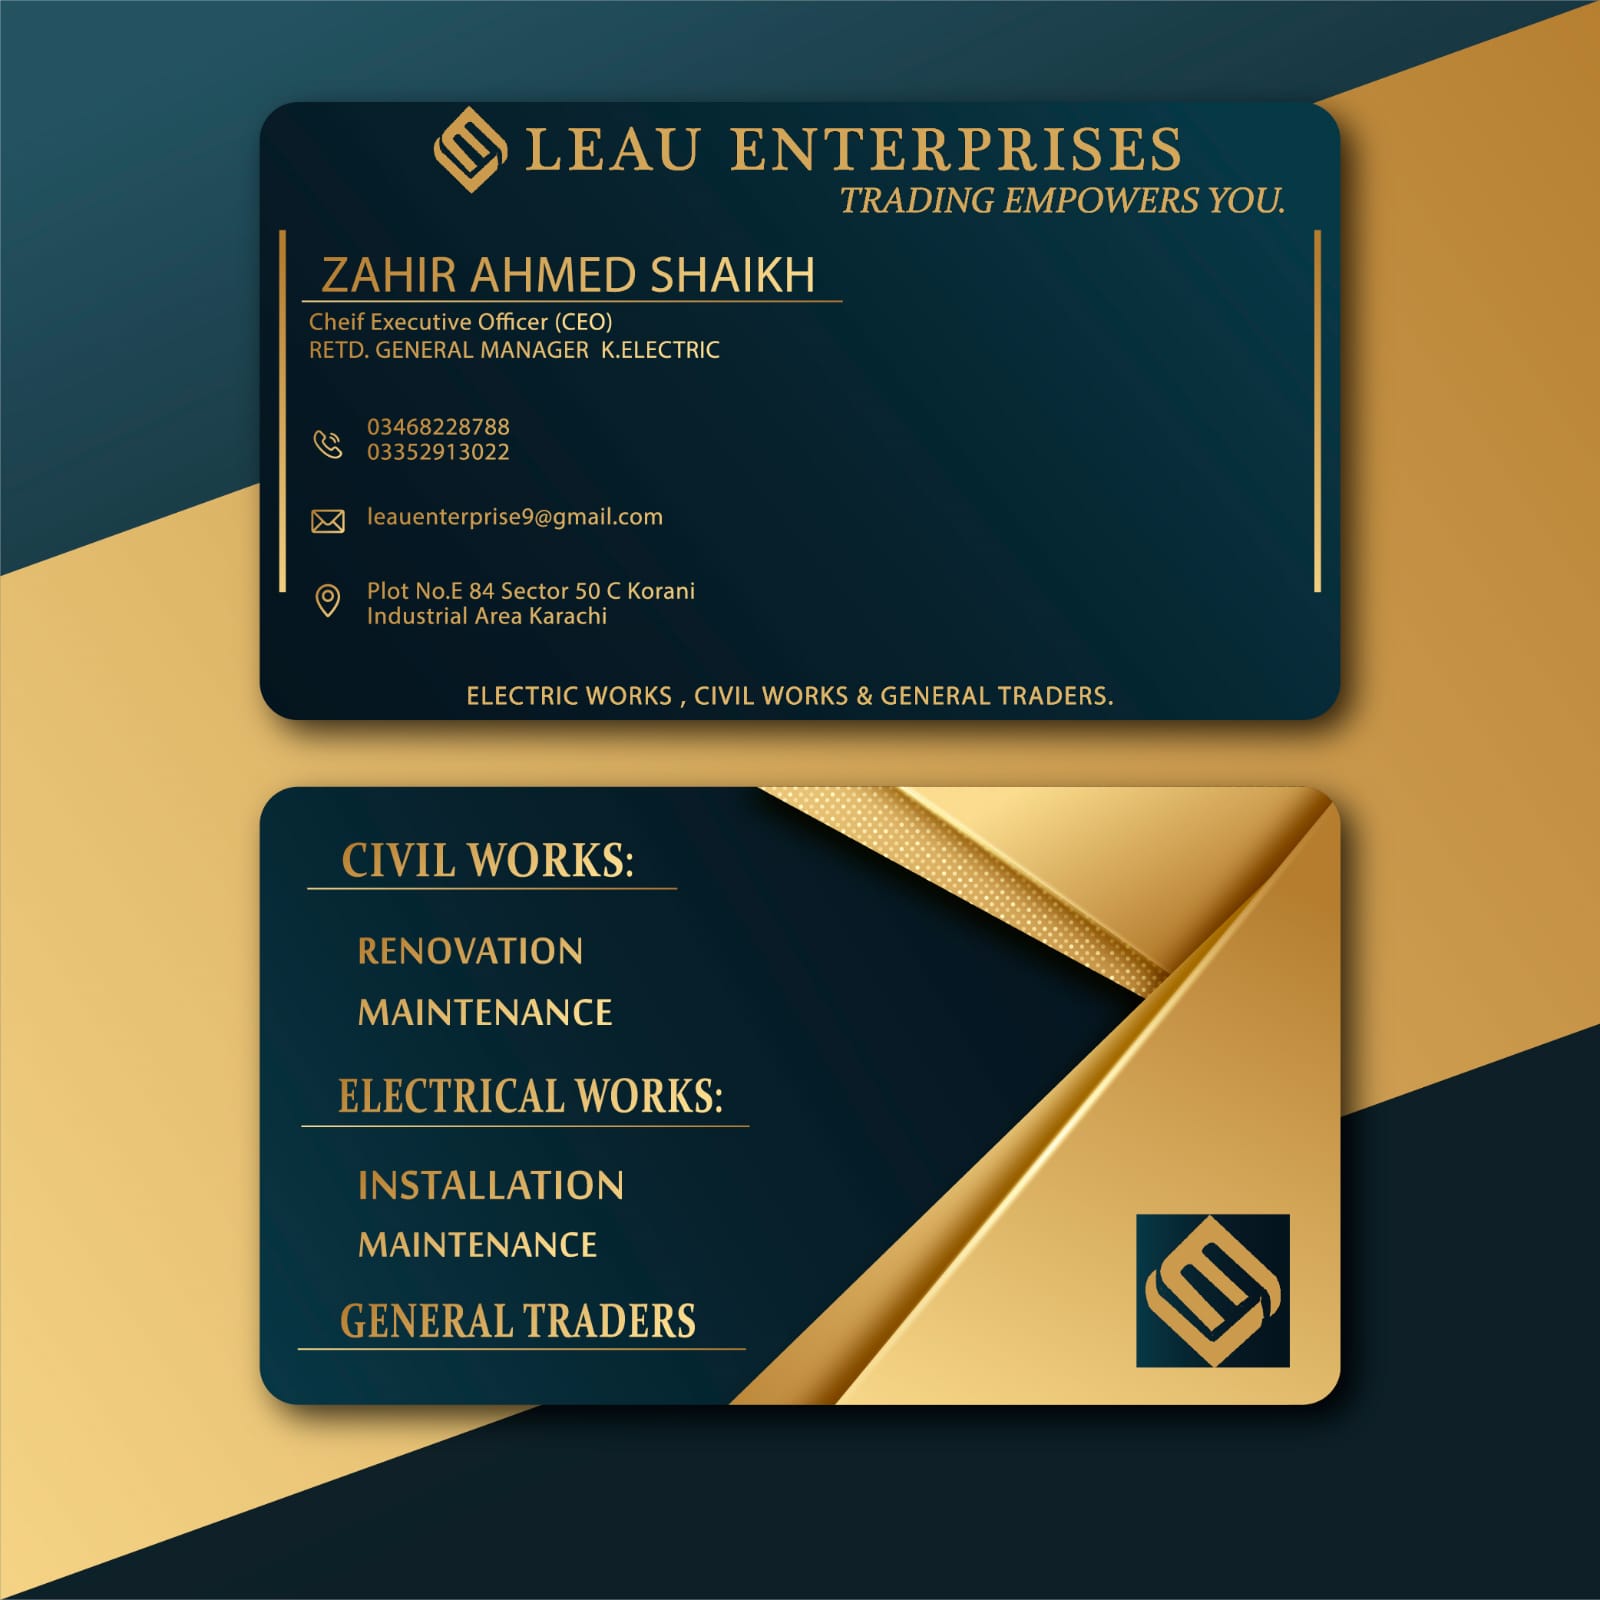 LEAU ENTERPRISES
TRADING EMPOWERS YOU.
ZAHIR AHMED SHAIKH
Cheif Executive Officer (CEO)
RETD. GENERAL MANAGER K.ELECTRIC
03468228788
03352913022
leauenterprise9@gmail.com
Plot No.E 84 Sector 50 C Korani
Industrial Area Karachi
ELECTRIC WORKS , CIVIL WORKS & GENERAL TRADERS.
CIVIL WORKS:
RENOVATION
MAINTENANCE
ELECTRICAL WORKS:
INSTALLATION
MAINTENANCE
GENERAL TRADERS